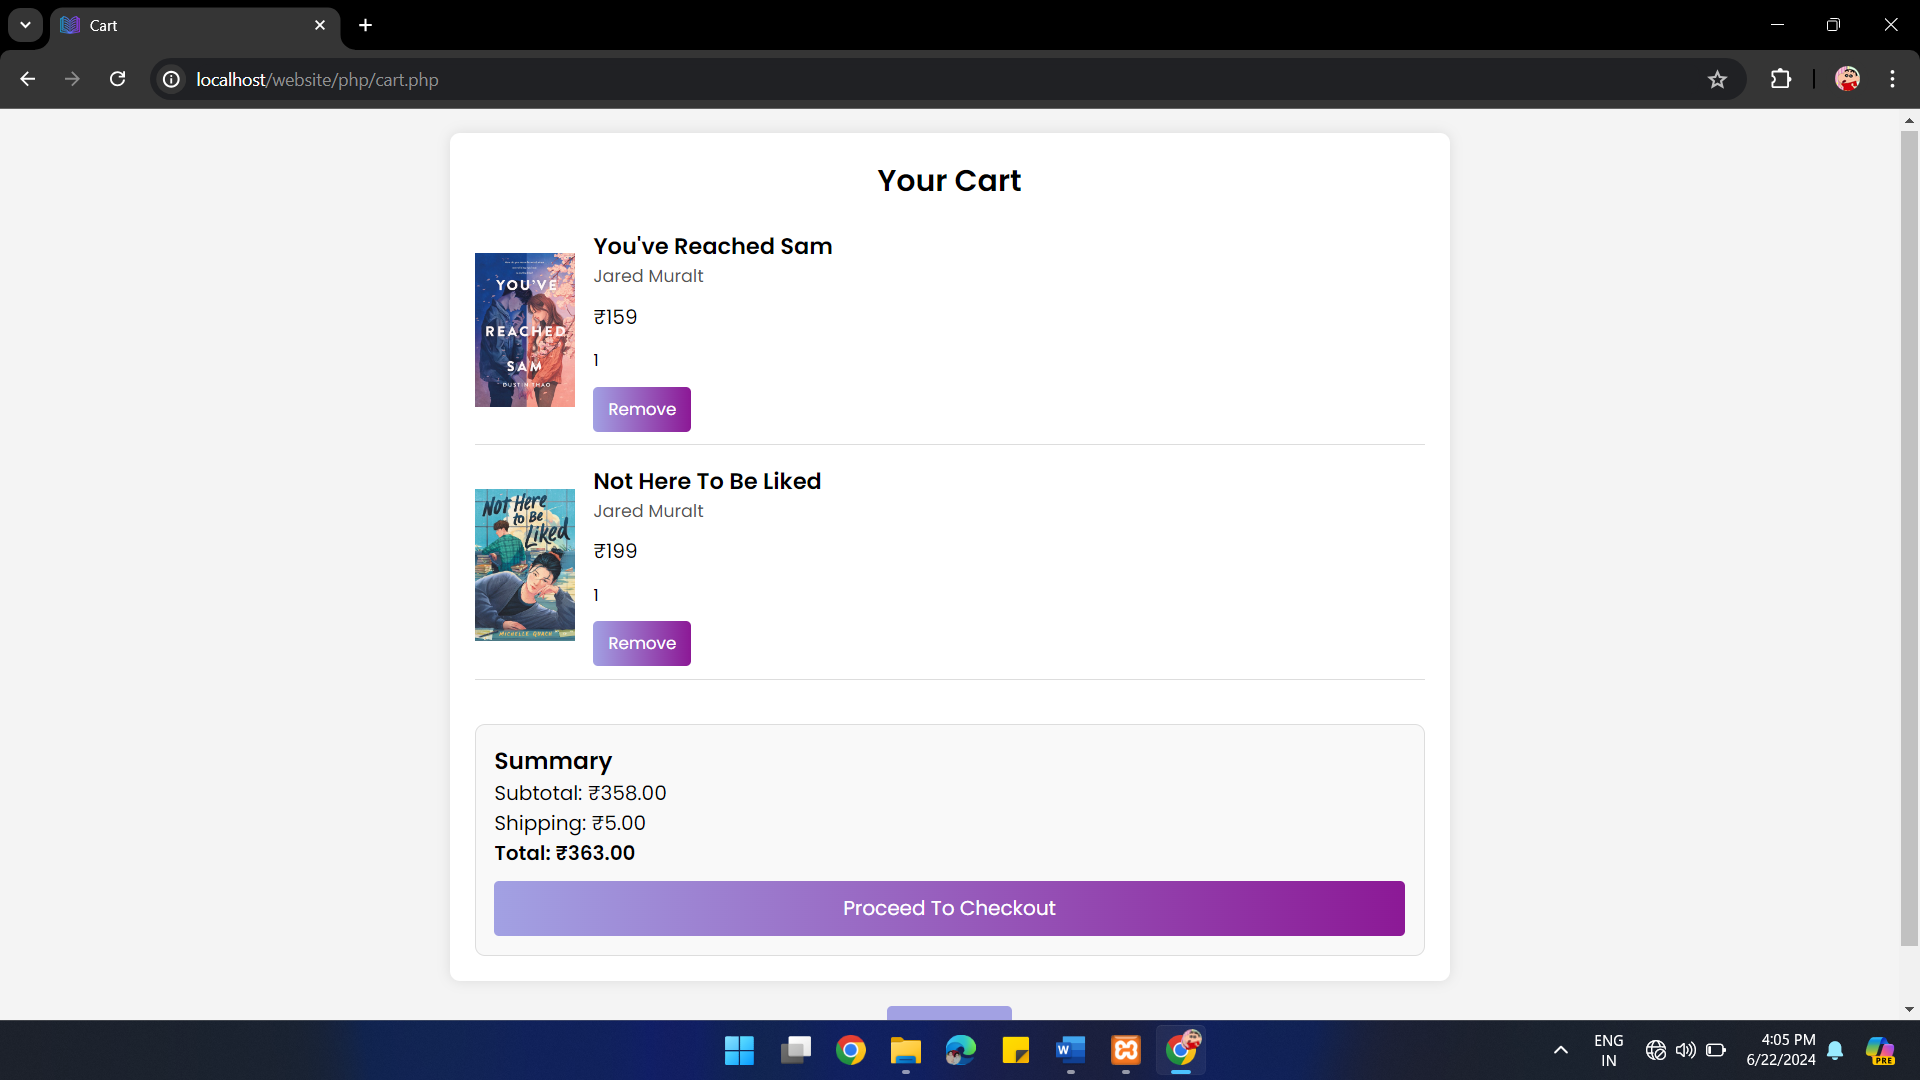 Cart
localhost/website/php/cart.php
Your Cart
You've Reached Sam
Jared Muralt
₹159
1
Remove
YOU'VE
REACHED
SAM
DUSTIN THAO
Not Here To Be Liked
Jared Muralt
₹199
1
Remove
Not Here
to Be
Liked
MICHELLE QUACH
Summary
Subtotal: ₹358.00
Shipping: ₹5.00
Total: ₹363.00
Proceed To Checkout
ENG
IN
4:05 PM
6/22/2024
W
PRE